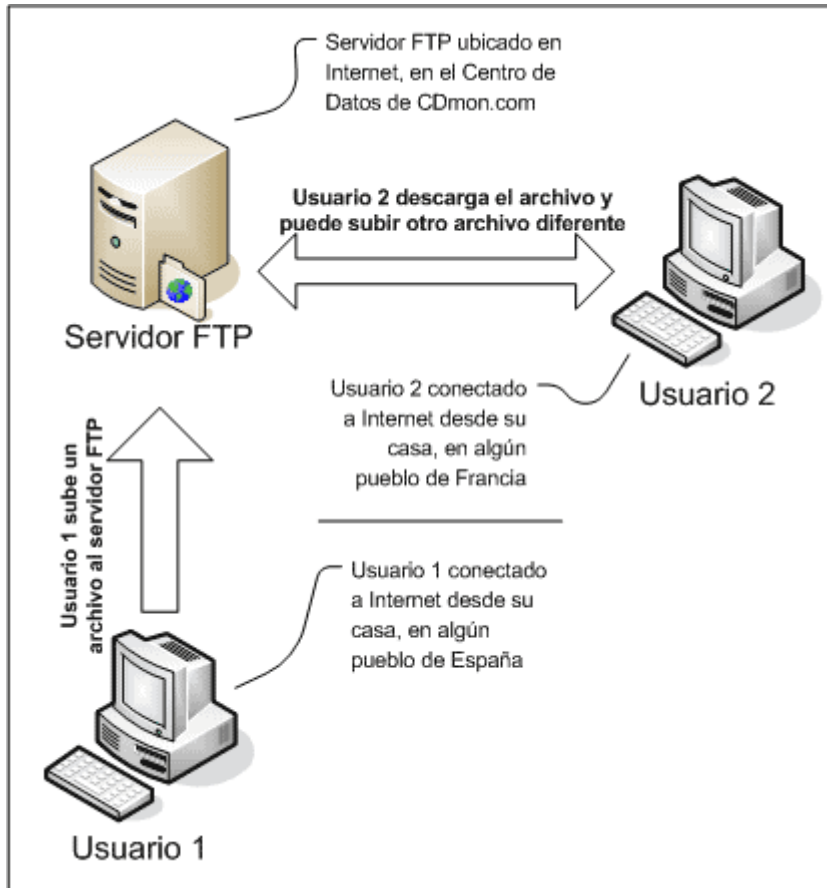 Servidor FTP ubicado en
Internet, en el Centro de
Datos de CDmon.com
Usuario 2 descarga el archivo y
puede subir otro archivo diferente
Servidor FTP
Usuario 2
Usuario 2 conectado
a Internet desde su
casa, en algún
pueblo de Francia
Usuario 1 sube un
archivo al servidor FTP
Usuario 1 conectado
a Internet desde su
casa, en algún
pueblo de España
Usuario 1